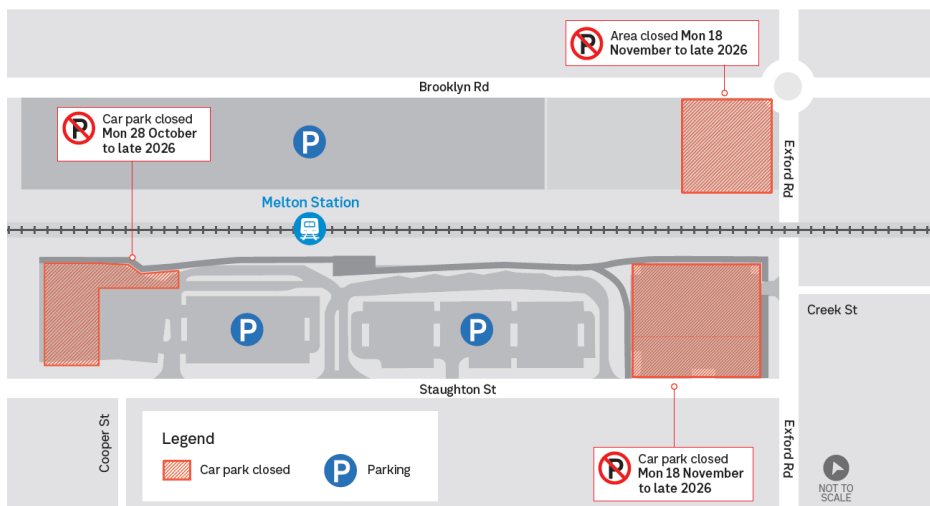 Area closed Mon 18
November to late 2026
Brooklyn Rd
Car park closed
Mon 28 October
to late 2026
P
Exford Rd
Melton Station
P
P
Creek St
Staughton St
Cooper St
Legend
Car park closed
P
Parking
Car park closed
Mon 18 November
to late 2026
Exford Rd
NOT TO
SCALE